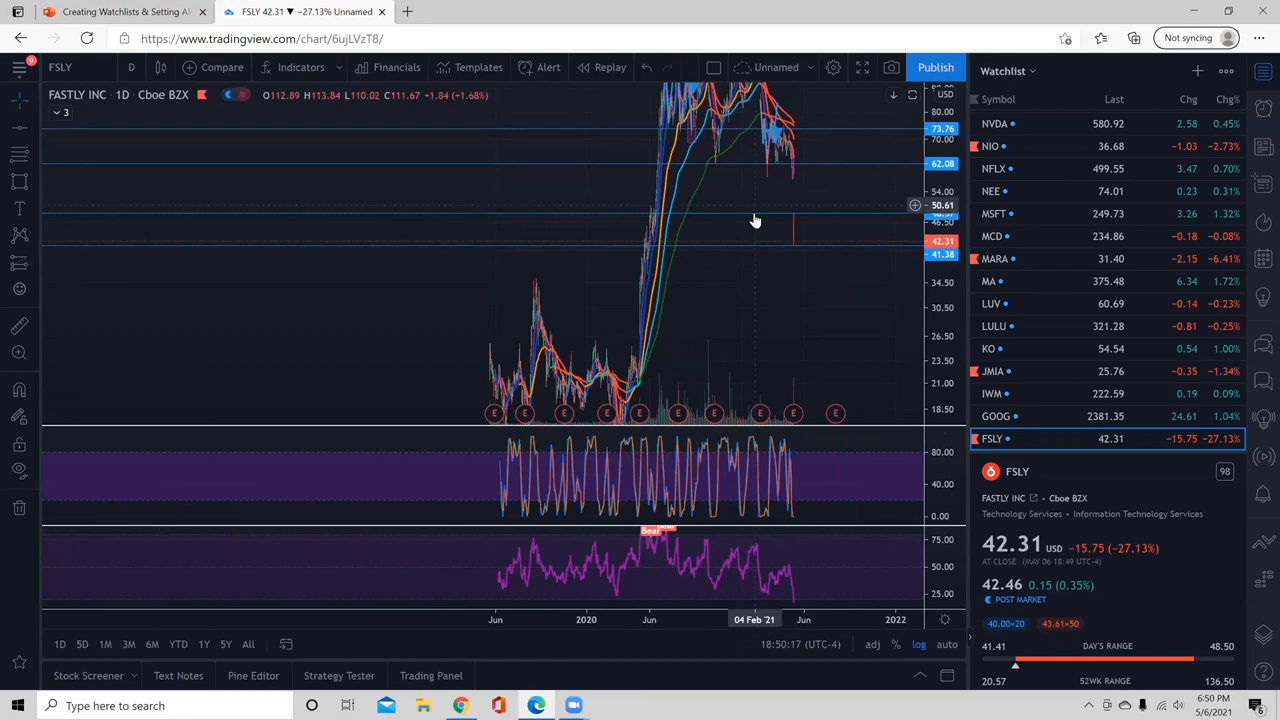 Creating Watchlists & Setting Al
FSLY 42.31 ▼ −27.13% Unnamed
https://www.tradingview.com/chart/6ujLVzT8/
Not syncing
9
FSLY
D
Compare
Indicators
Financials
Templates
Alert
Replay
Unnamed
Publish
FASTLY INC · 1D · Cboe BZX
O112.89 H113.84 L110.02 C111.67 +1.84 (+1.68%)
3
USD
80.00
73.76
70.00
62.08
54.00
50.61
46.50
42.31
41.38
34.50
30.50
26.50
23.50
21.00
18.50
E E E E E E E E E E
80.00
40.00
0.00
Bear
75.00
50.00
25.00
Jun
2020
Jun
04 Feb '21
Jun
2022
1D 5D 1M 3M 6M YTD 1Y 5Y All
18:50:17 (UTC-4)
adj % log auto
Stock Screener
Text Notes
Pine Editor
Strategy Tester
Trading Panel
Watchlist
Symbol Last Chg Chg%
NVDA 580.92 2.58 0.45%
NIO 36.68 −1.03 −2.73%
NFLX 499.55 3.47 0.70%
NEE 74.01 0.23 0.31%
MSFT 249.73 3.26 1.32%
MCD 234.86 −0.18 −0.08%
MARA 31.40 −2.15 −6.41%
MA 375.48 6.34 1.72%
LUV 60.69 −0.14 −0.23%
LULU 321.28 −0.81 −0.25%
KO 54.54 0.54 1.00%
JMIA 25.76 −0.35 −1.34%
IWM 222.59 0.19 0.09%
GOOG 2381.35 24.61 1.04%
FSLY 42.31 −15.75 −27.13%
FSLY
98
FASTLY INC · Cboe BZX
Technology Services · Information Technology Services
42.31 USD −15.75 (−27.13%)
AT CLOSE (MAY 06 18:49 UTC-4)
42.46 0.15 (0.35%)
POST MARKET
40.00×20 43.61×50
41.41 DAY'S RANGE 48.50
20.57 52WK RANGE 136.50
Type here to search
6:50 PM
5/6/2021
6